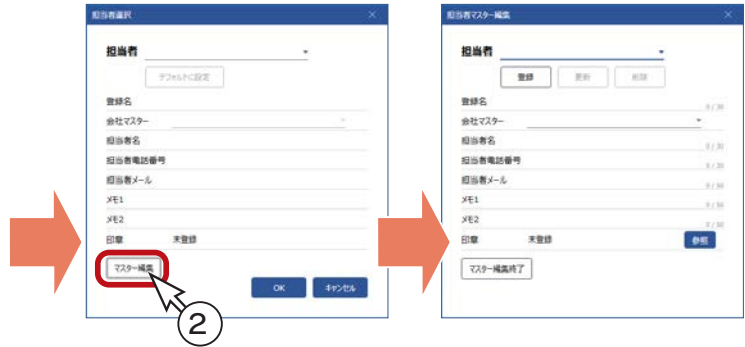 担当者選択
担当者
デフォルトに設定
登録名
会社マスター
担当者名
担当者電話番号
担当者メール
メモ1
メモ2
印章 未登録
マスター編集
OK キャンセル
2
担当者マスター編集
担当者
登録 更新 削除
登録名
0 / 30
会社マスター
担当者名
0 / 30
担当者電話番号
0 / 20
担当者メール
0 / 50
メモ1
0 / 50
メモ2
0 / 50
印章 未登録 参照
マスター編集終了